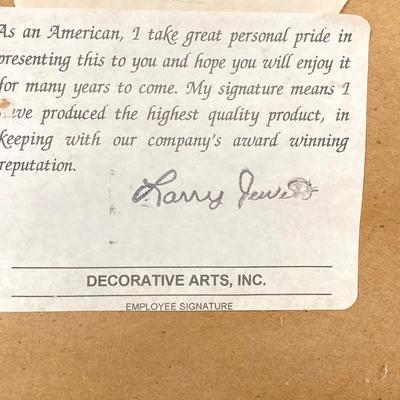 As an American, I take great personal pride in
presenting this to you and hope you will enjoy it
for many years to come. My signature means I
we produced the highest quality product, in
keeping with our company's award winning
reputation.
Larry
DECORATIVE ARTS, INC.
EMPLOYEE SIGNATURE